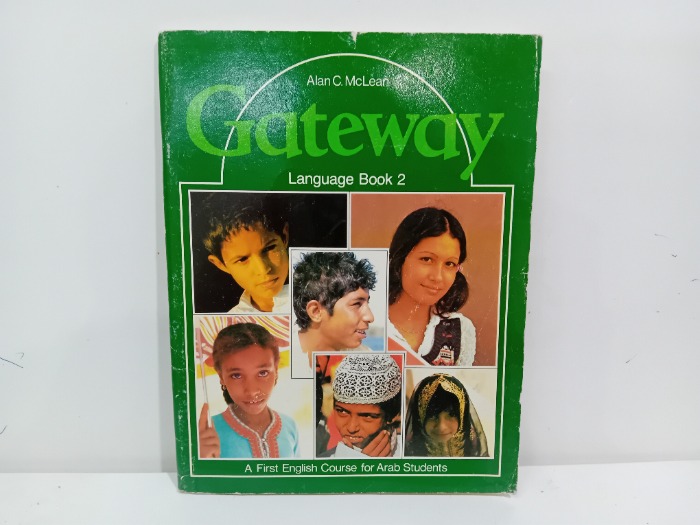 Alan C. McLean
Gateway
Language Book 2
A First English Course for Arab Students